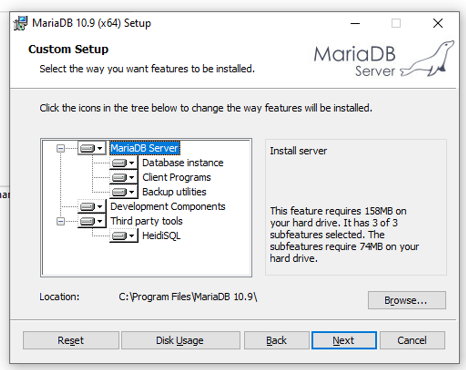 MariaDB 10.9 (x64) Setup
Custom Setup
Select the way you want features to be installed.
MariaDB
Server
Click the icons in the tree below to change the way features will be installed.
MariaDB Server
Database instance
Client Programs
Backup utilities
Development Components
Third party tools
HeidiSQL
Install server
This feature requires 158MB on
your hard drive. It has 3 of 3
subfeatures selected. The
subfeatures require 74MB on your
hard drive.
Location: C:\Program Files\MariaDB 10.9\
Browse...
Reset Disk Usage Back Next Cancel